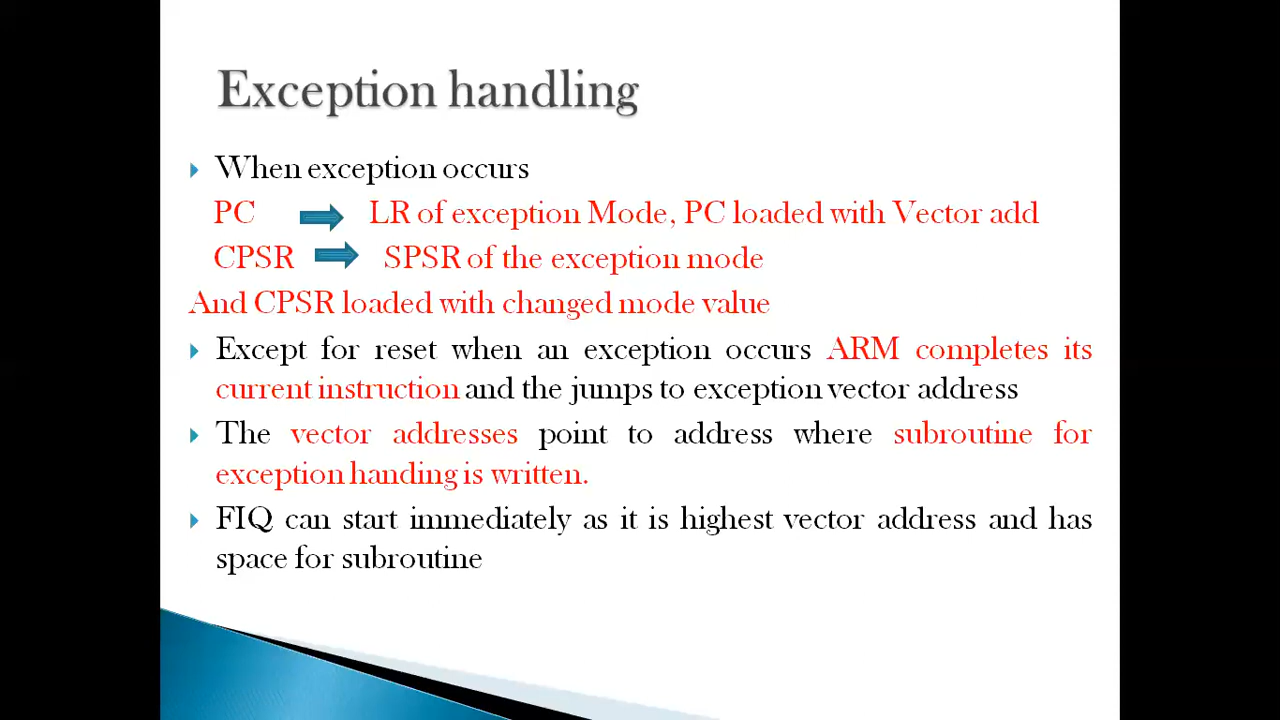 Exception handling
When exception occurs
PC LR of exception Mode, PC loaded with Vector add
CPSR SPSR of the exception mode
And CPSR loaded with changed mode value
Except for reset when an exception occurs ARM completes its
current instruction and the jumps to exception vector address
The vector addresses point to address where subroutine for
exception handing is written.
FIQ can start immediately as it is highest vector address and has
space for subroutine